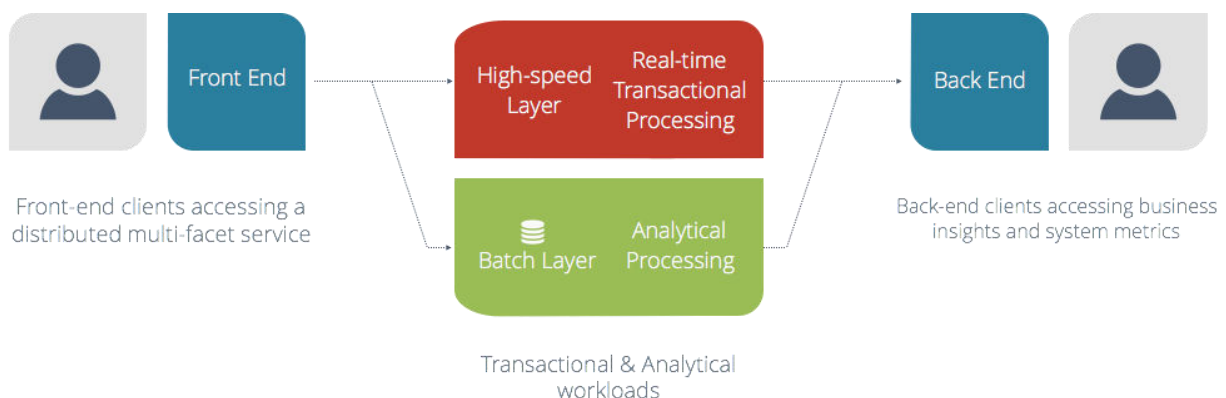 Front End
Front-end clients accessing a
distributed multi-facet service
High-speed
Layer
Real-time
Transactional
Processing
Batch Layer
Analytical
Processing
Transactional & Analytical
workloads
Back End
Back-end clients accessing business
insights and system metrics